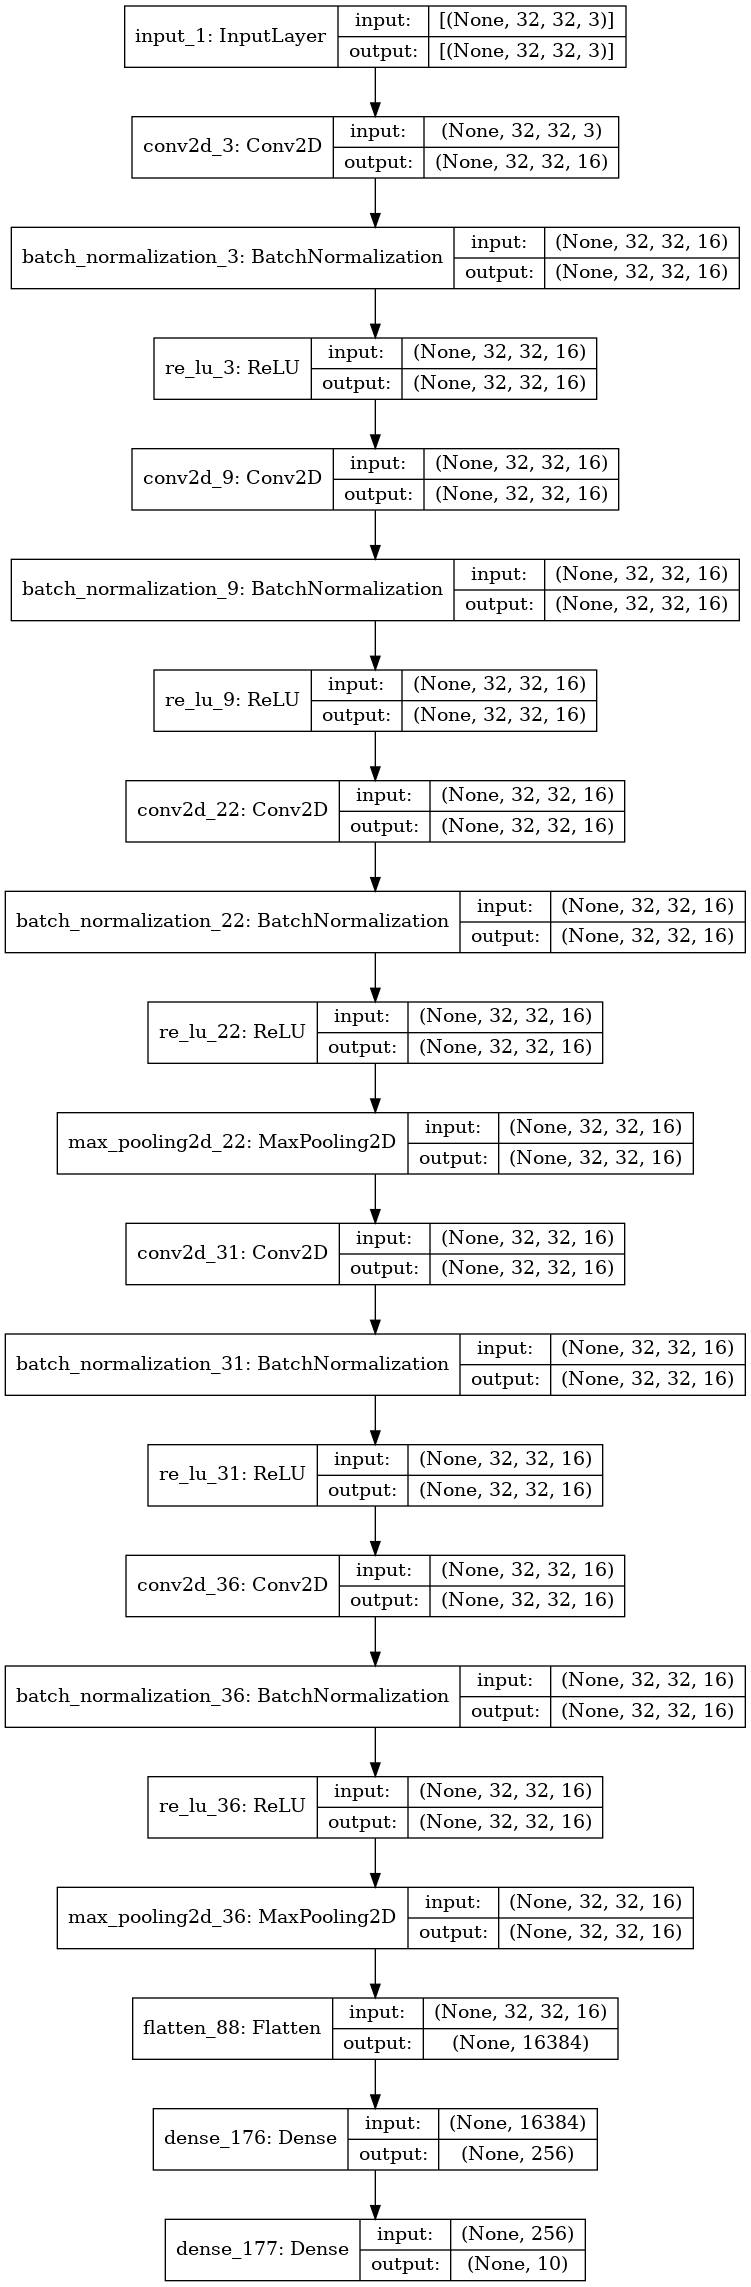 input_1: InputLayer input: [(None, 32, 32, 3)]
output: [(None, 32, 32, 3)]
conv2d_3: Conv2D input: (None, 32, 32, 3)
output: (None, 32, 32, 16)
batch_normalization_3: BatchNormalization input: (None, 32, 32, 16)
output: (None, 32, 32, 16)
re_lu_3: ReLU input: (None, 32, 32, 16)
output: (None, 32, 32, 16)
conv2d_9: Conv2D input: (None, 32, 32, 16)
output: (None, 32, 32, 16)
batch_normalization_9: BatchNormalization input: (None, 32, 32, 16)
output: (None, 32, 32, 16)
re_lu_9: ReLU input: (None, 32, 32, 16)
output: (None, 32, 32, 16)
conv2d_22: Conv2D input: (None, 32, 32, 16)
output: (None, 32, 32, 16)
batch_normalization_22: BatchNormalization input: (None, 32, 32, 16)
output: (None, 32, 32, 16)
re_lu_22: ReLU input: (None, 32, 32, 16)
output: (None, 32, 32, 16)
max_pooling2d_22: MaxPooling2D input: (None, 32, 32, 16)
output: (None, 32, 32, 16)
conv2d_31: Conv2D input: (None, 32, 32, 16)
output: (None, 32, 32, 16)
batch_normalization_31: BatchNormalization input: (None, 32, 32, 16)
output: (None, 32, 32, 16)
re_lu_31: ReLU input: (None, 32, 32, 16)
output: (None, 32, 32, 16)
conv2d_36: Conv2D input: (None, 32, 32, 16)
output: (None, 32, 32, 16)
batch_normalization_36: BatchNormalization input: (None, 32, 32, 16)
output: (None, 32, 32, 16)
re_lu_36: ReLU input: (None, 32, 32, 16)
output: (None, 32, 32, 16)
max_pooling2d_36: MaxPooling2D input: (None, 32, 32, 16)
output: (None, 32, 32, 16)
flatten_88: Flatten input: (None, 32, 32, 16)
output: (None, 16384)
dense_176: Dense input: (None, 16384)
output: (None, 256)
dense_177: Dense input: (None, 256)
output: (None, 10)